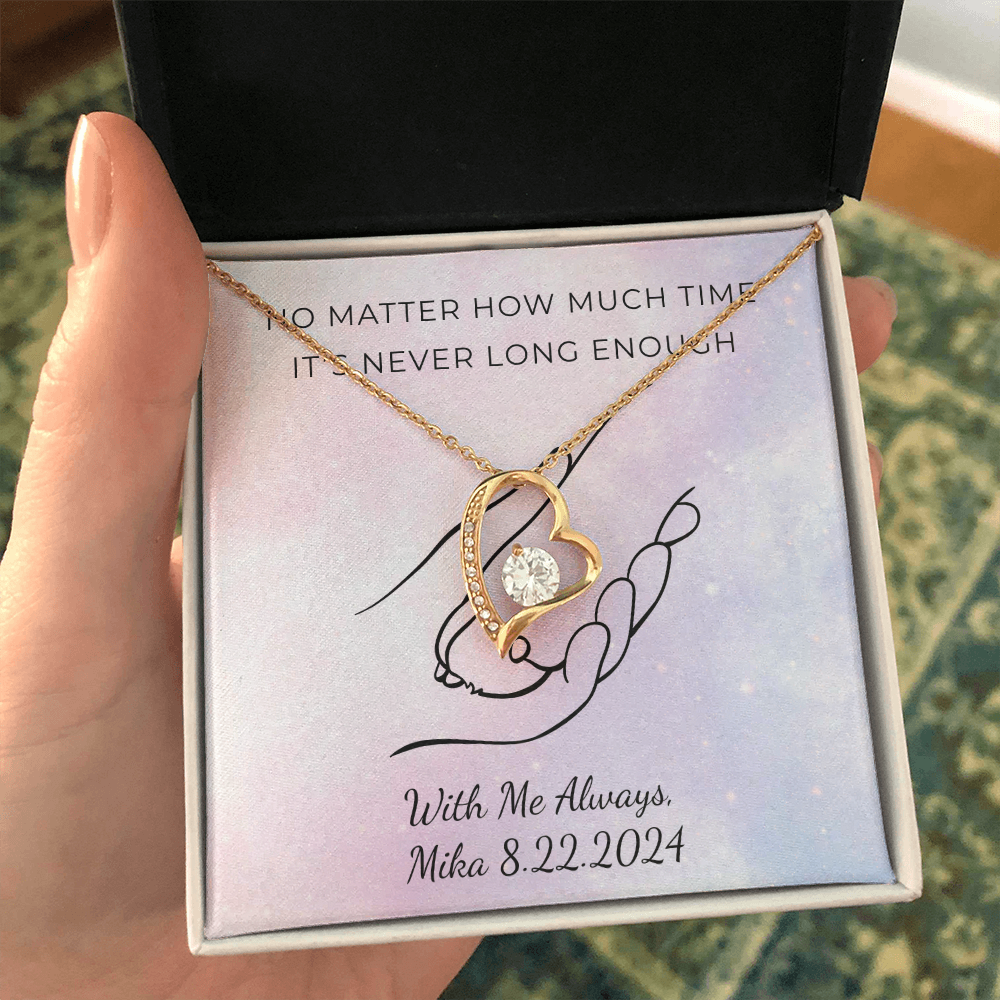 NO MATTER HOW MUCH TIME
IT'S NEVER LONG ENOUGH
With Me Always,
Mika 8.22.2024